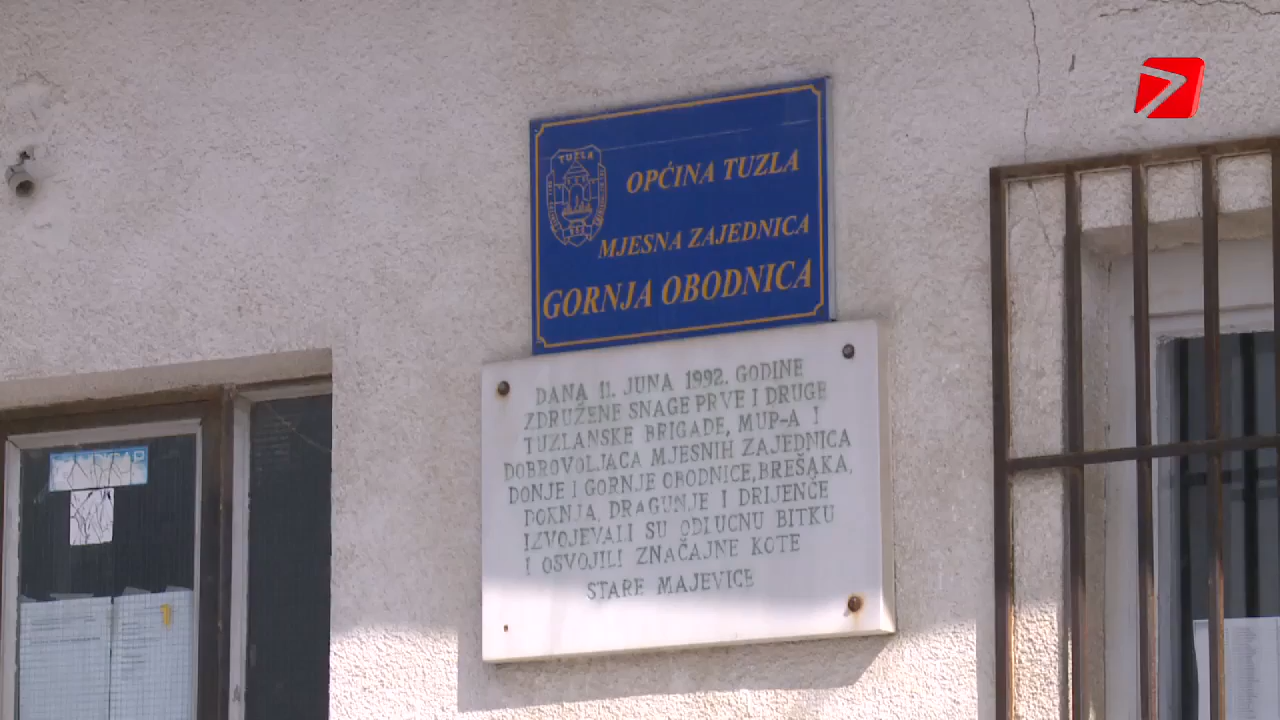 TUZLA
OPĆINA TUZLA
MJESNA ZAJEDNICA
GORNJA OBODNICA
DANA 11. JUNA 1992. GODINE
ZDRUŽENE SNAGE PRVE I DRUGE
TUZLANSKE BRIGADE, MUP-A I
DOBROVOLJACA MJESNIH ZAJEDNICA
DONJE I GORNJE OBODNICE, BREŠAKA,
DOKNJA, DRAGUNJE I DRIJENČE
IZVOJEVALI SU ODLUCNU BITKU
I OSVOJILI ZNAČAJNE KOTE
STARE MAJEVICE